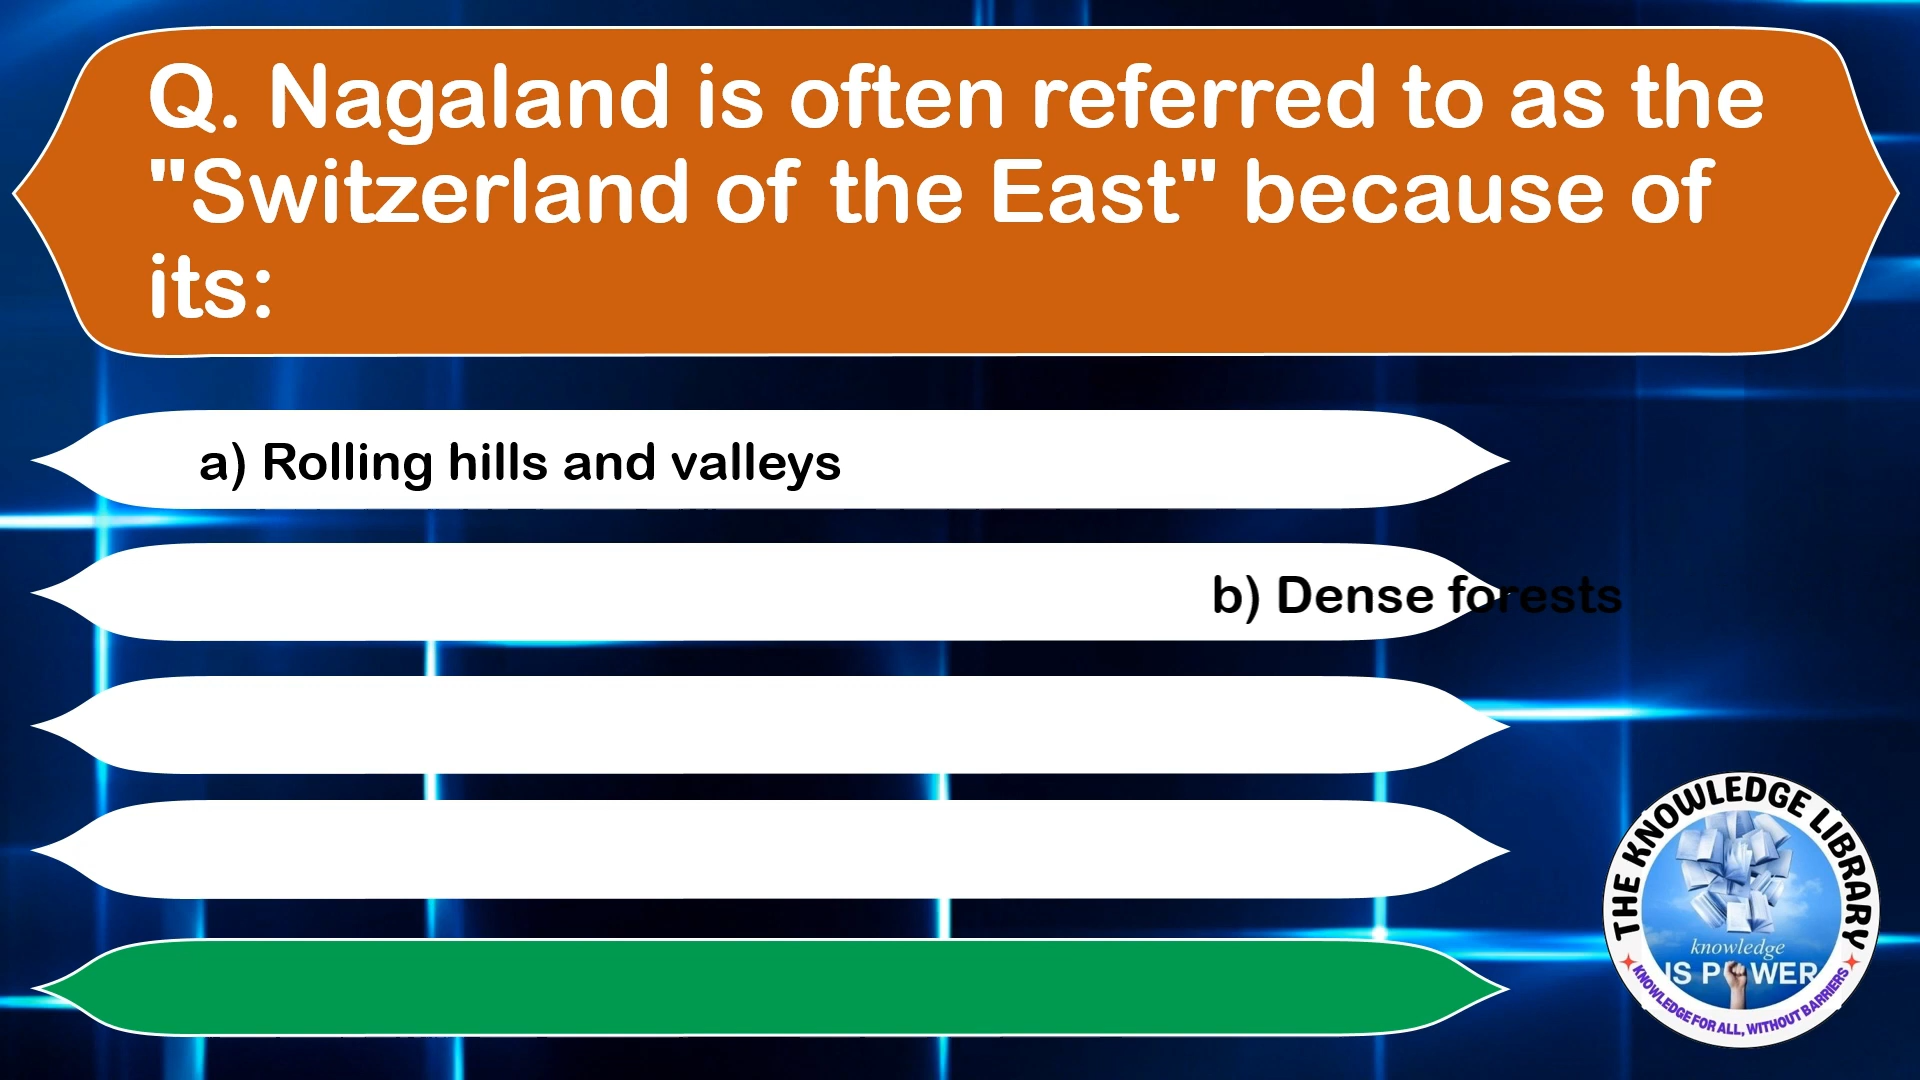 Q. Nagaland is often referred to as the
"Switzerland of the East" because of
its:
a) Rolling hills and valleys
b) Dense forests
THE KNOWLEDGE LIBRARY
knowledge
IS POWER
KNOWLEDGE FOR ALL, WITHOUT BARRIERS